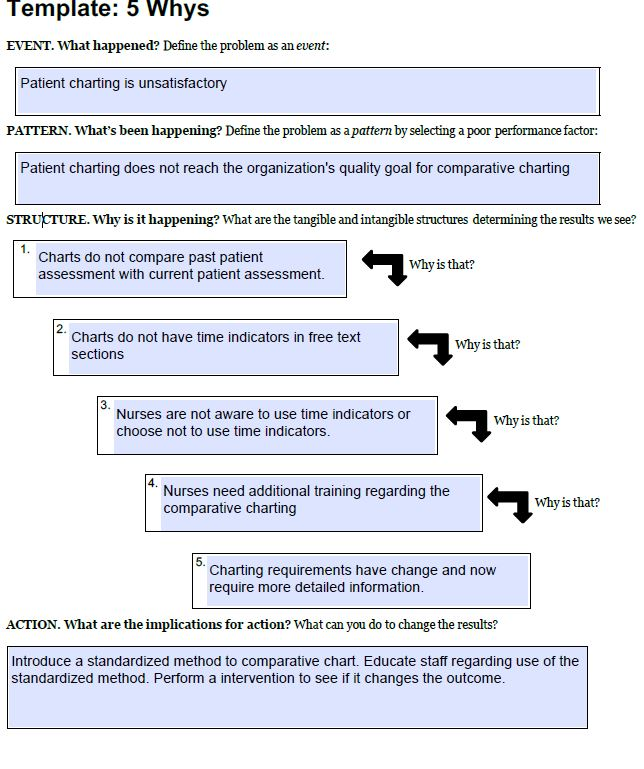 Template: 5 Whys
EVENT. What happened? Define the problem as an event:
Patient charting is unsatisfactory
PATTERN. What's been happening? Define the problem as a pattern by selecting a poor performance factor:
Patient charting does not reach the organization's quality goal for comparative charting
STRUCTURE. Why is it happening? What are the tangible and intangible structures determining the results we see?
1. Charts do not compare past patient
assessment with current patient assessment.
Why is that?
2. Charts do not have time indicators in free text
sections
Why is that?
3. Nurses are not aware to use time indicators or
choose not to use time indicators.
Why is that?
4. Nurses need additional training regarding the
comparative charting
Why is that?
5. Charting requirements have change and now
require more detailed information.
ACTION. What are the implications for action? What can you do to change the results?
Introduce a standardized method to comparative chart. Educate staff regarding use of the
standardized method. Perform a intervention to see if it changes the outcome.